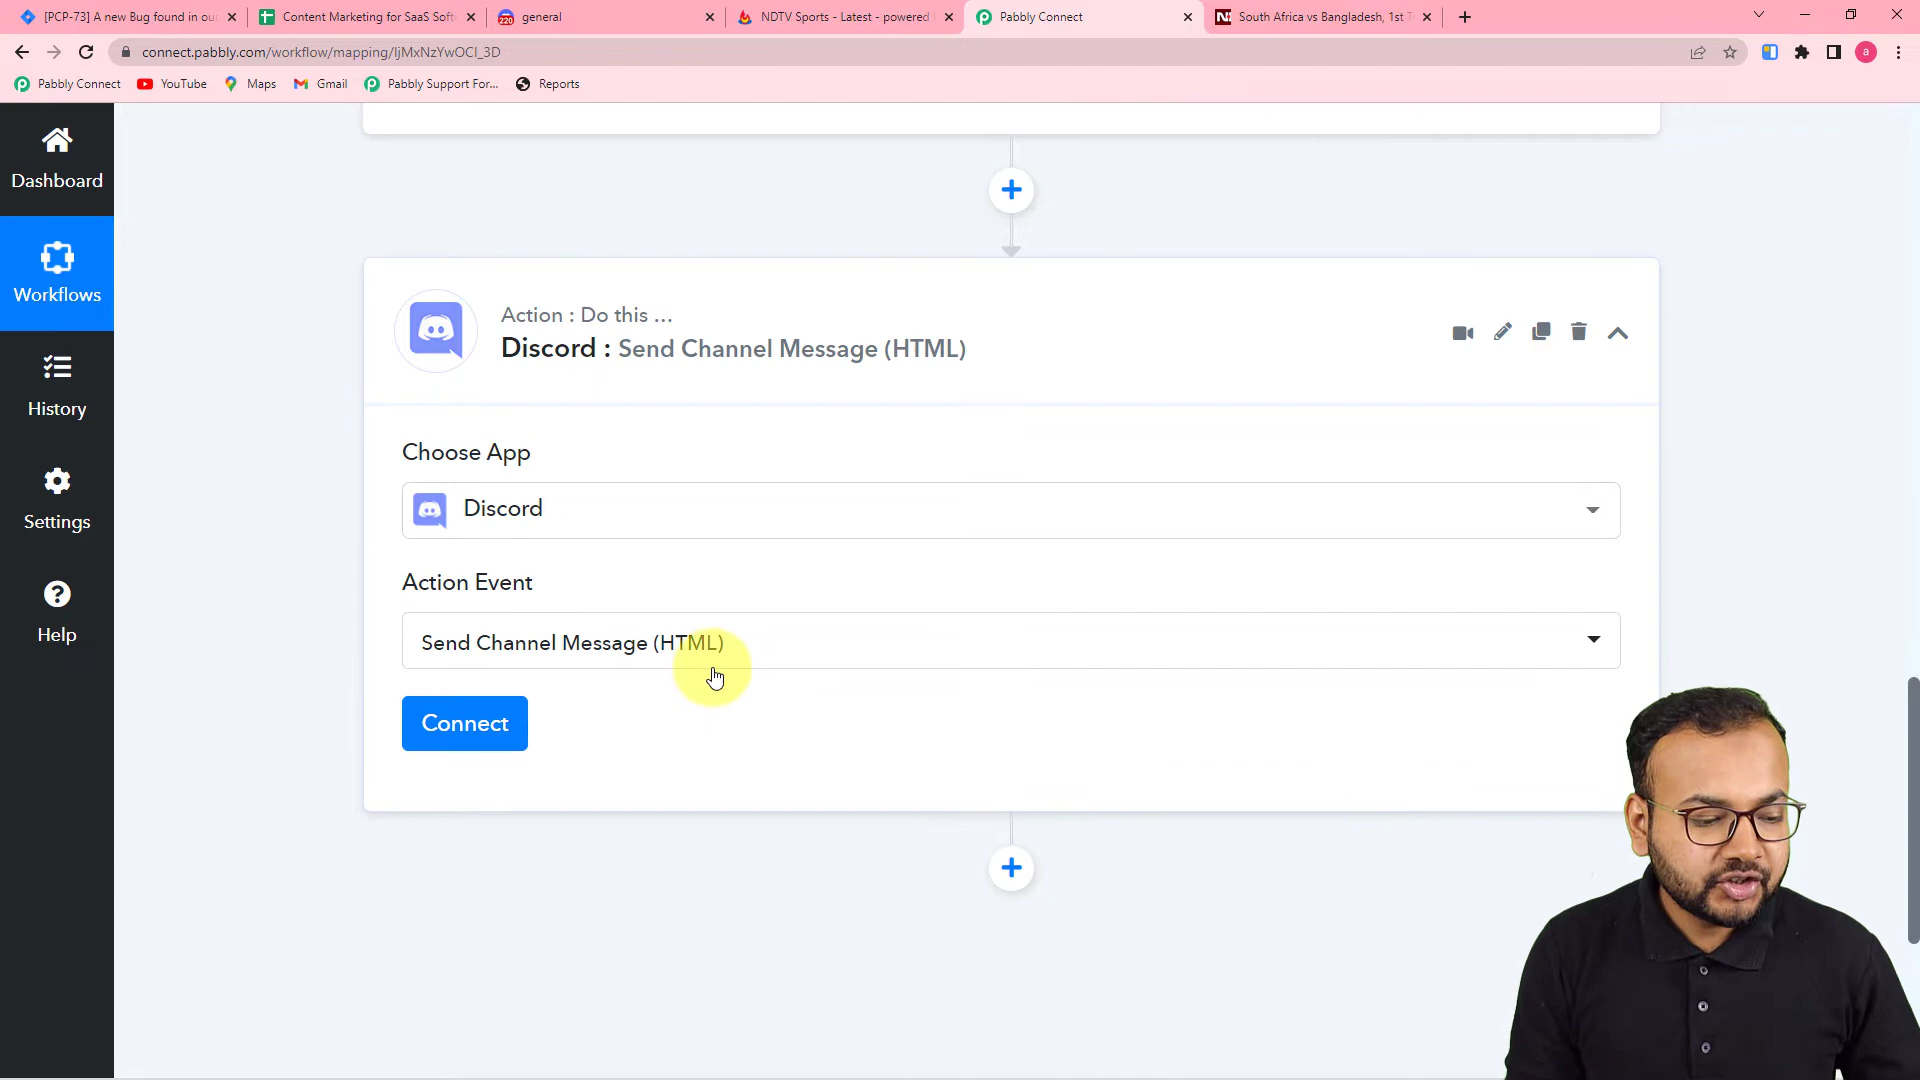 [PCP-73] A new Bug found in ou
Content Marketing for SaaS Soft
220
general
NDTV Sports - Latest - powered
Pabbly Connect
South Africa vs Bangladesh, 1st T
connect.pabbly.com/workflow/mapping/IjMxNzYwOCI_3D
a
Pabbly Connect
YouTube
Maps
Gmail
Pabbly Support For...
Reports
Dashboard
Workflows
History
Settings
Help
Action : Do this ...
Discord : Send Channel Message (HTML)
Choose App
Discord
Action Event
Send Channel Message (HTML)
Connect